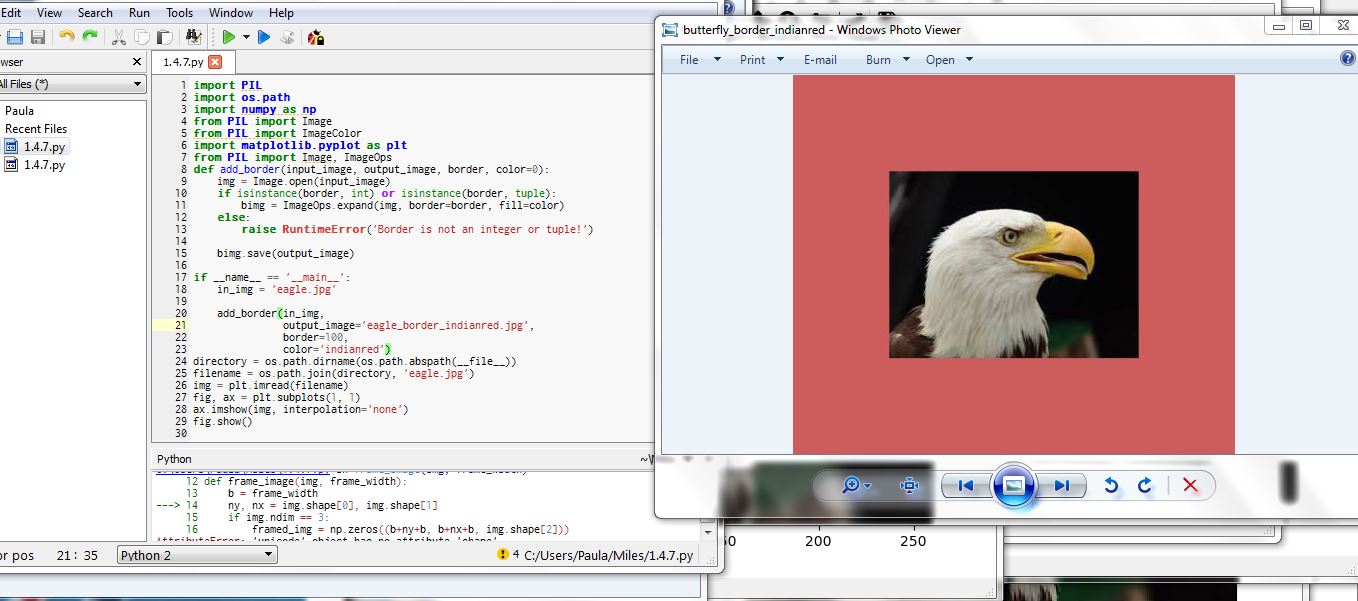 Edit View Search Run Tools Window Help
wser
1.4.7.py
All Files (*)
Paula
Recent Files
1.4.7.py
1.4.7.py
1 import PIL
2 import os.path
3 import numpy as np
4 from PIL import Image
5 from PIL import ImageColor
6 import matplotlib.pyplot as plt
7 from PIL import Image, ImageOps
8 def add_border(input_image, output_image, border, color=0):
9 img = Image.open(input_image)
10 if isinstance(border, int) or isinstance(border, tuple):
11 bimg = ImageOps.expand(img, border=border, fill=color)
12 else:
13 raise RuntimeError('Border is not an integer or tuple!')
14
15 bimg.save(output_image)
16
17 if __name__ == '__main__':
18 in_img = 'eagle.jpg'
19
20 add_border(in_img,
21 output_image='eagle_border_indianred.jpg',
22 border=100,
23 color='indianred')
24 directory = os.path.dirname(os.path.abspath(__file__))
25 filename = os.path.join(directory, 'eagle.jpg')
26 img = plt.imread(filename)
27 fig, ax = plt.subplots(1, 1)
28 ax.imshow(img, interpolation='none')
29 fig.show()
30
Python ~\
12 def frame_image(img, frame_width):
13 b = frame_width
---> 14 ny, nx = img.shape[0], img.shape[1]
15 if img.ndim == 3:
16 framed_img = np.zeros((b+ny+b, b+nx+b, img.shape[2]))
AttributeError: 'unicode' object has no attribute 'shape'
or pos 21: 35 Python 2 4 C:/Users/Paula/Miles/1.4.7.py
butterfly_border_indianred - Windows Photo Viewer
File Print E-mail Burn Open
200 250